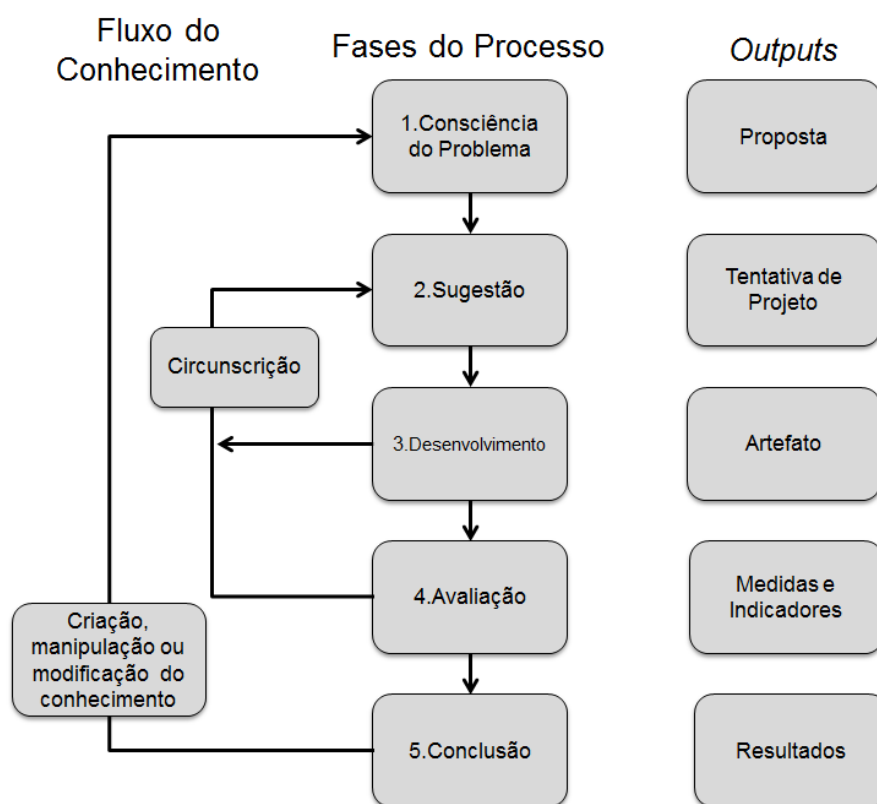 Fluxo do
Conhecimento
Fases do Processo
Outputs
1.Consciência
do Problema
Proposta
2.Sugestão
Tentativa de
Projeto
Circunscrição
3.Desenvolvimento
Artefato
4.Avaliação
Medidas e
Indicadores
Criação,
manipulação ou
modificação do
conhecimento
5.Conclusão
Resultados